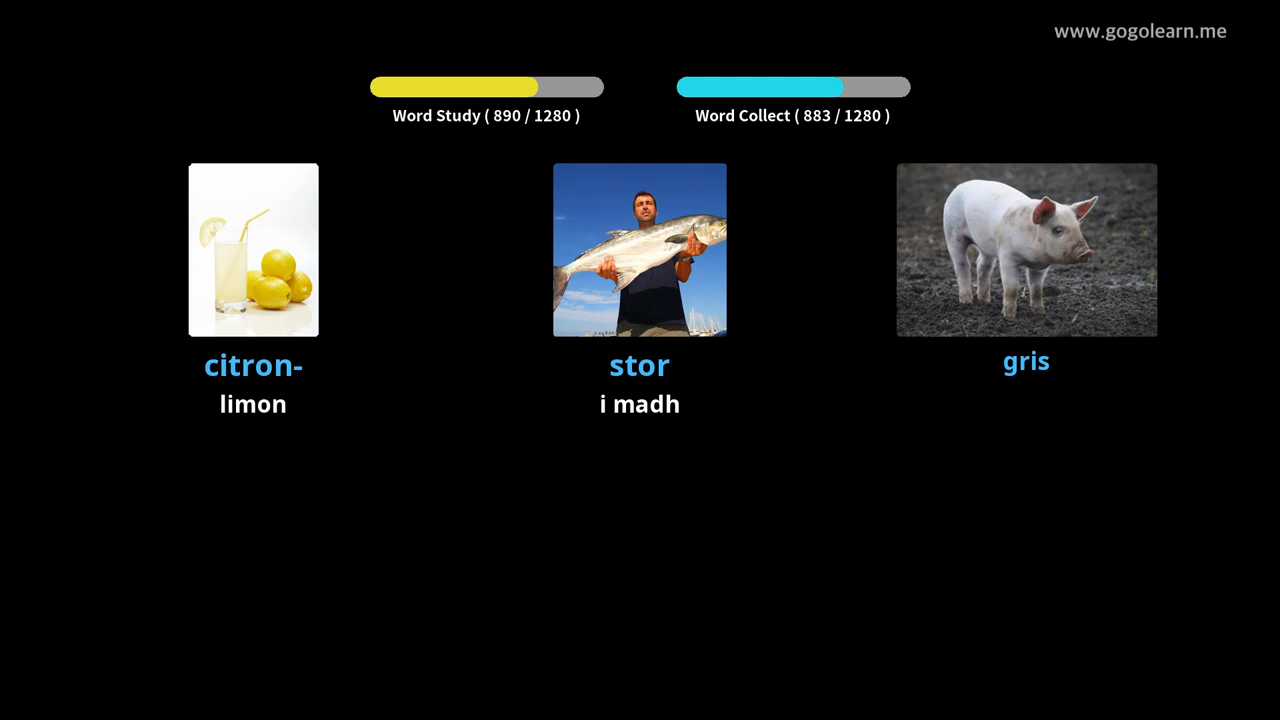 www.gogolearn.me
Word Study ( 890 / 1280 )
Word Collect ( 883 / 1280 )
citron-
limon
stor
i madh
gris